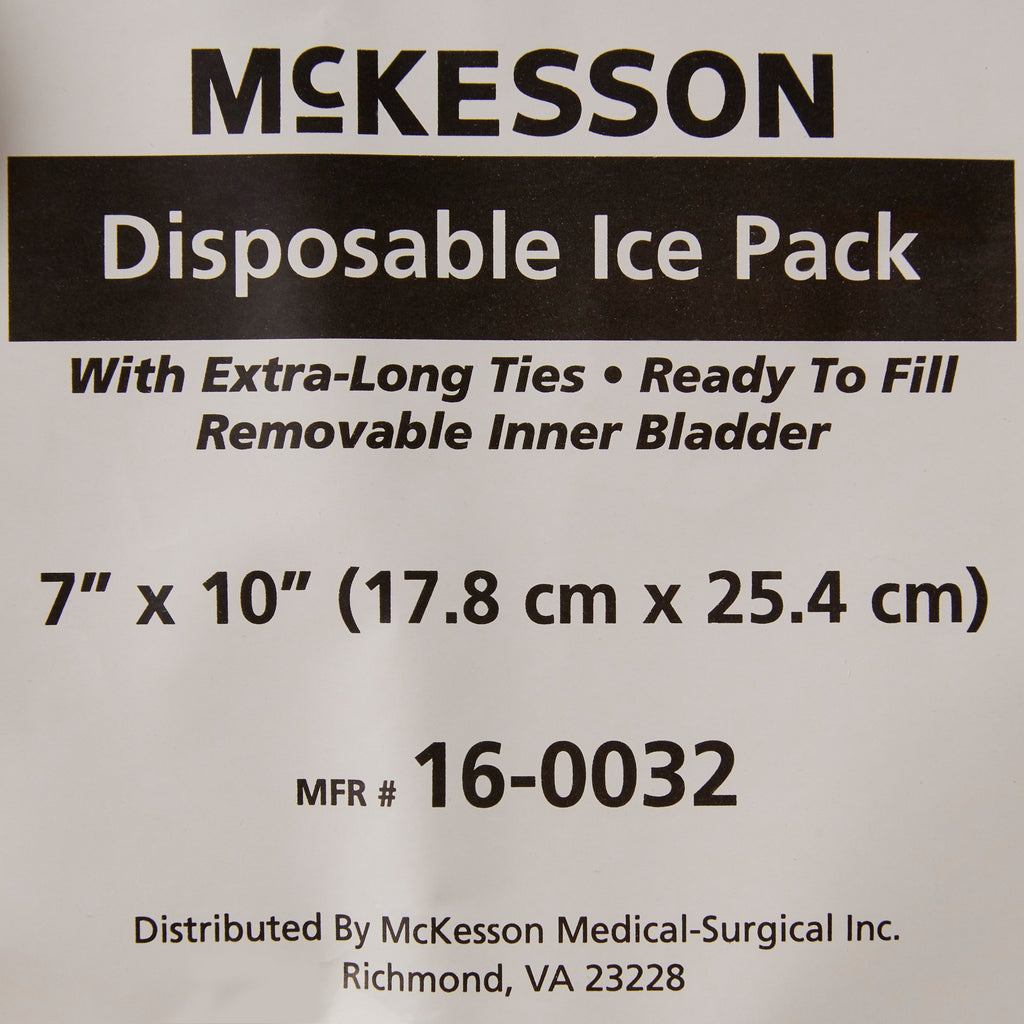 McKESSON
Disposable Ice Pack
With Extra-Long Ties • Ready To Fill
Removable Inner Bladder
7” x 10” (17.8 cm x 25.4 cm)
MFR # 16-0032
Distributed By McKesson Medical-Surgical Inc.
Richmond, VA 23228